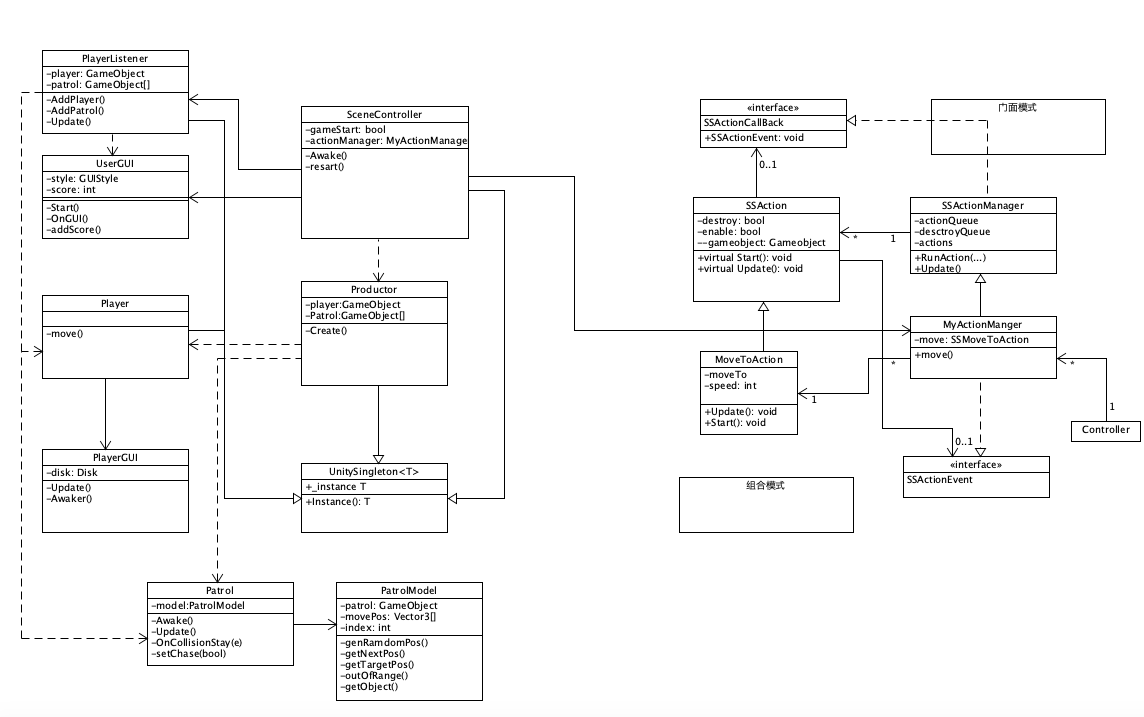 PlayerListener
-player: GameObject
-patrol: GameObject[]
-AddPlayer()
-AddPatrol()
-Update()
UserGUI
-style: GUIStyle
-score: int
-Start()
-OnGUI()
-addScore()
SceneController
-gameStart: bool
-actionManager: MyActionManage
-Awake()
-resart()
Player
-move()
Productor
-player:GameObject
-Patrol:GameObject[]
-Create()
PlayerGUI
-disk: Disk
-Update()
-Awaker()
UnitySingleton<T>
+_instance T
+Instance(): T
Patrol
-model:PatrolModel
-Awake()
-Update()
-OnCollisionStay(e)
-setChase(bool)
PatrolModel
-patrol: GameObject
-movePos: Vector3[]
-index: int
-genRamdomPos()
-getNextPos()
-getTargetPos()
-outOfRange()
-getObject()
«interface»
SSActionCallBack
+SSActionEvent: void
门面模式
0..1
SSAction
-destroy: bool
-enable: bool
--gameobject: Gameobject
+virtual Start(): void
+virtual Update(): void
* 1
SSActionManager
-actionQueue
-desctroyQueue
-actions
+RunAction(...)
+Update()
MyActionManger
-move: SSMoveToAction
+move()
MoveToAction
-moveTo
-speed: int
+Update(): void
+Start(): void
*
1
*
1
Controller
0..1
«interface»
SSActionEvent
组合模式